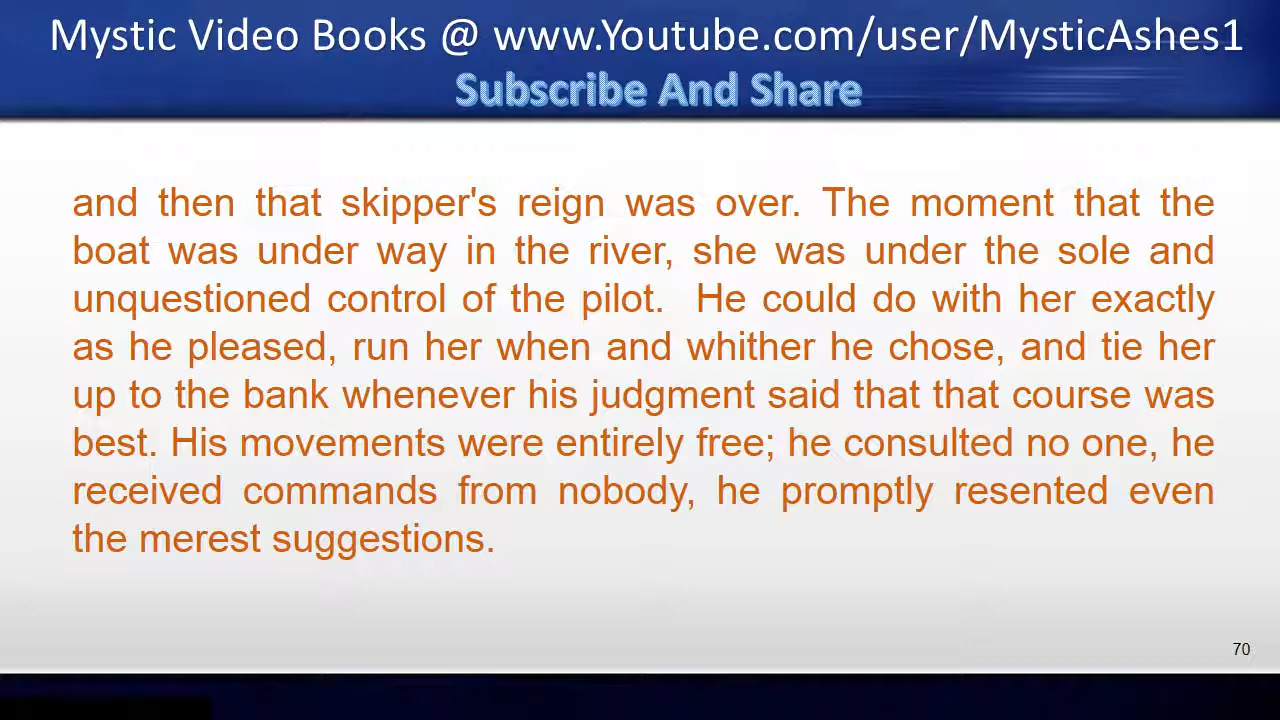 Mystic Video Books @ www.Youtube.com/user/MysticAshes1
Subscribe And Share
and then that skipper's reign was over. The moment that the
boat was under way in the river, she was under the sole and
unquestioned control of the pilot.  He could do with her exactly
as he pleased, run her when and whither he chose, and tie her
up to the bank whenever his judgment said that that course was
best. His movements were entirely free; he consulted no one, he
received commands from nobody, he promptly resented even
the merest suggestions.
70